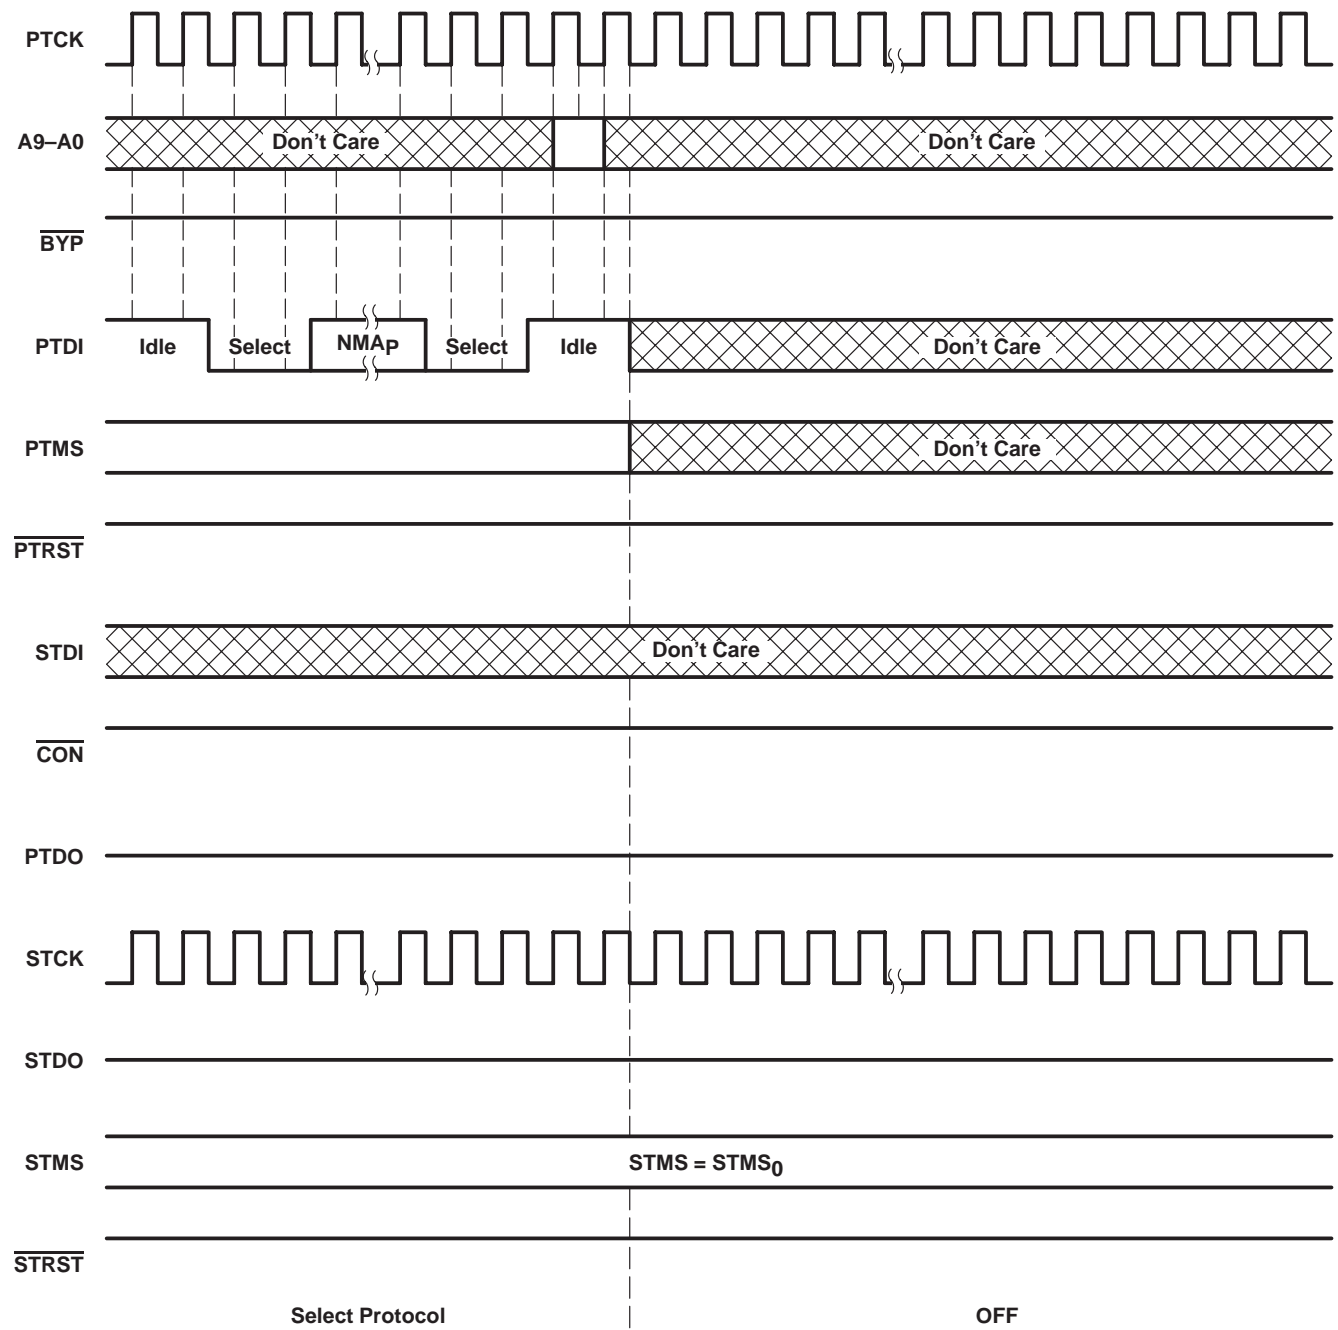 PTCK
A9–A0
Don't Care
Don't Care
BYP
PTDI
Idle
Select
NMAP
Select
Idle
Don't Care
PTMS
Don't Care
PTRST
STDI
Don't Care
CON
PTDO
STCK
STDO
STMS
STMS = STMS0
STRST
Select Protocol
OFF